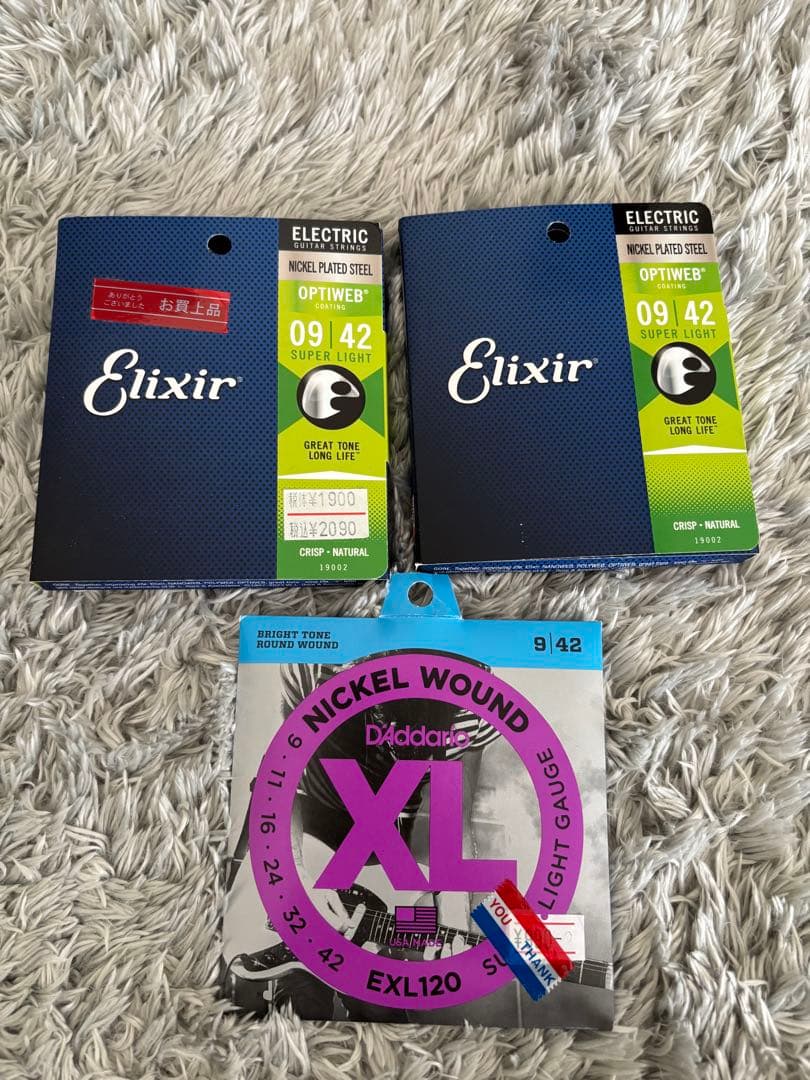 ELECTRIC
GUITAR STRINGS
NICKEL PLATED STEEL
OPTIWEB®
COATING
09|42
SUPER LIGHT
ありがとう
ございました
お買上品
Elixir®
GREAT TONE
LONG LIFE™
税抜¥1900
税込¥2090
CRISP • NATURAL
19002
ELECTRIC
GUITAR STRINGS
NICKEL PLATED STEEL
OPTIWEB®
COATING
09|42
SUPER LIGHT
Elixir®
GREAT TONE
LONG LIFE™
CRISP • NATURAL
19002
BRIGHT TONE
ROUND WOUND
9|42
NICKEL WOUND
D'Addario
XL
9 · 11 · 16 · 24 · 32 · 42
LIGHT GAUGE
USA MADE
EXL120
YOU
THANK